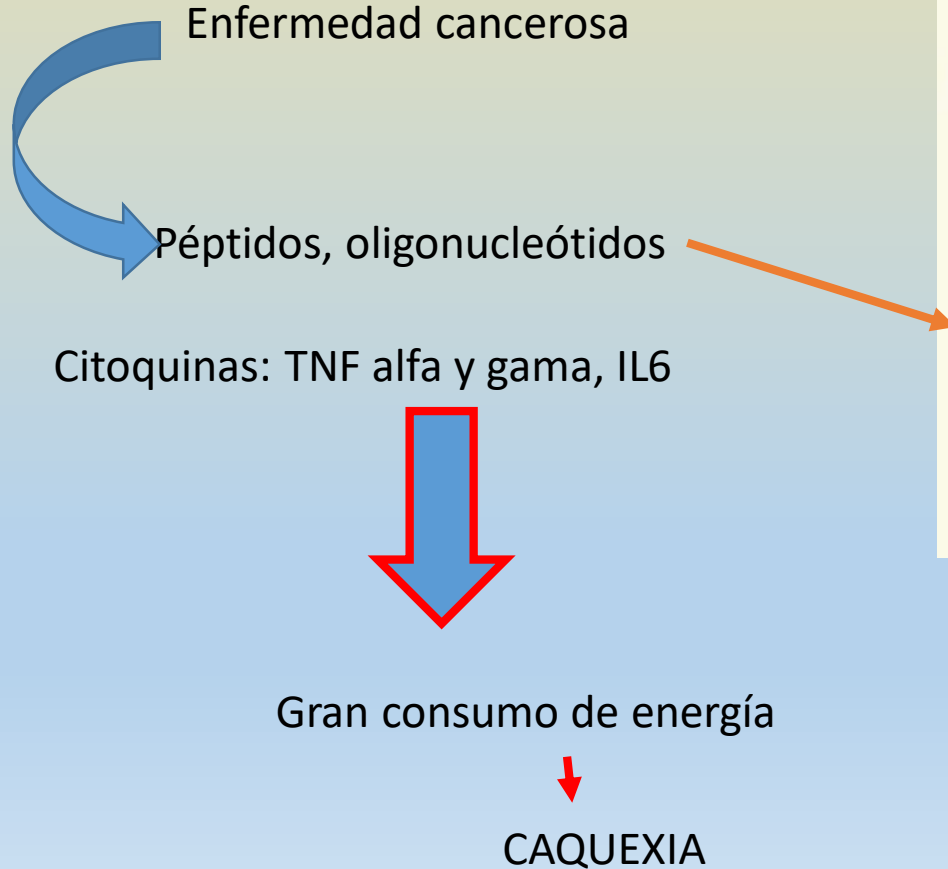 Enfermedad cancerosa
Péptidos, oligonucleótidos
Citoquinas: TNF alfa y gama, IL6
Gran consumo de energía
CAQUEXIA